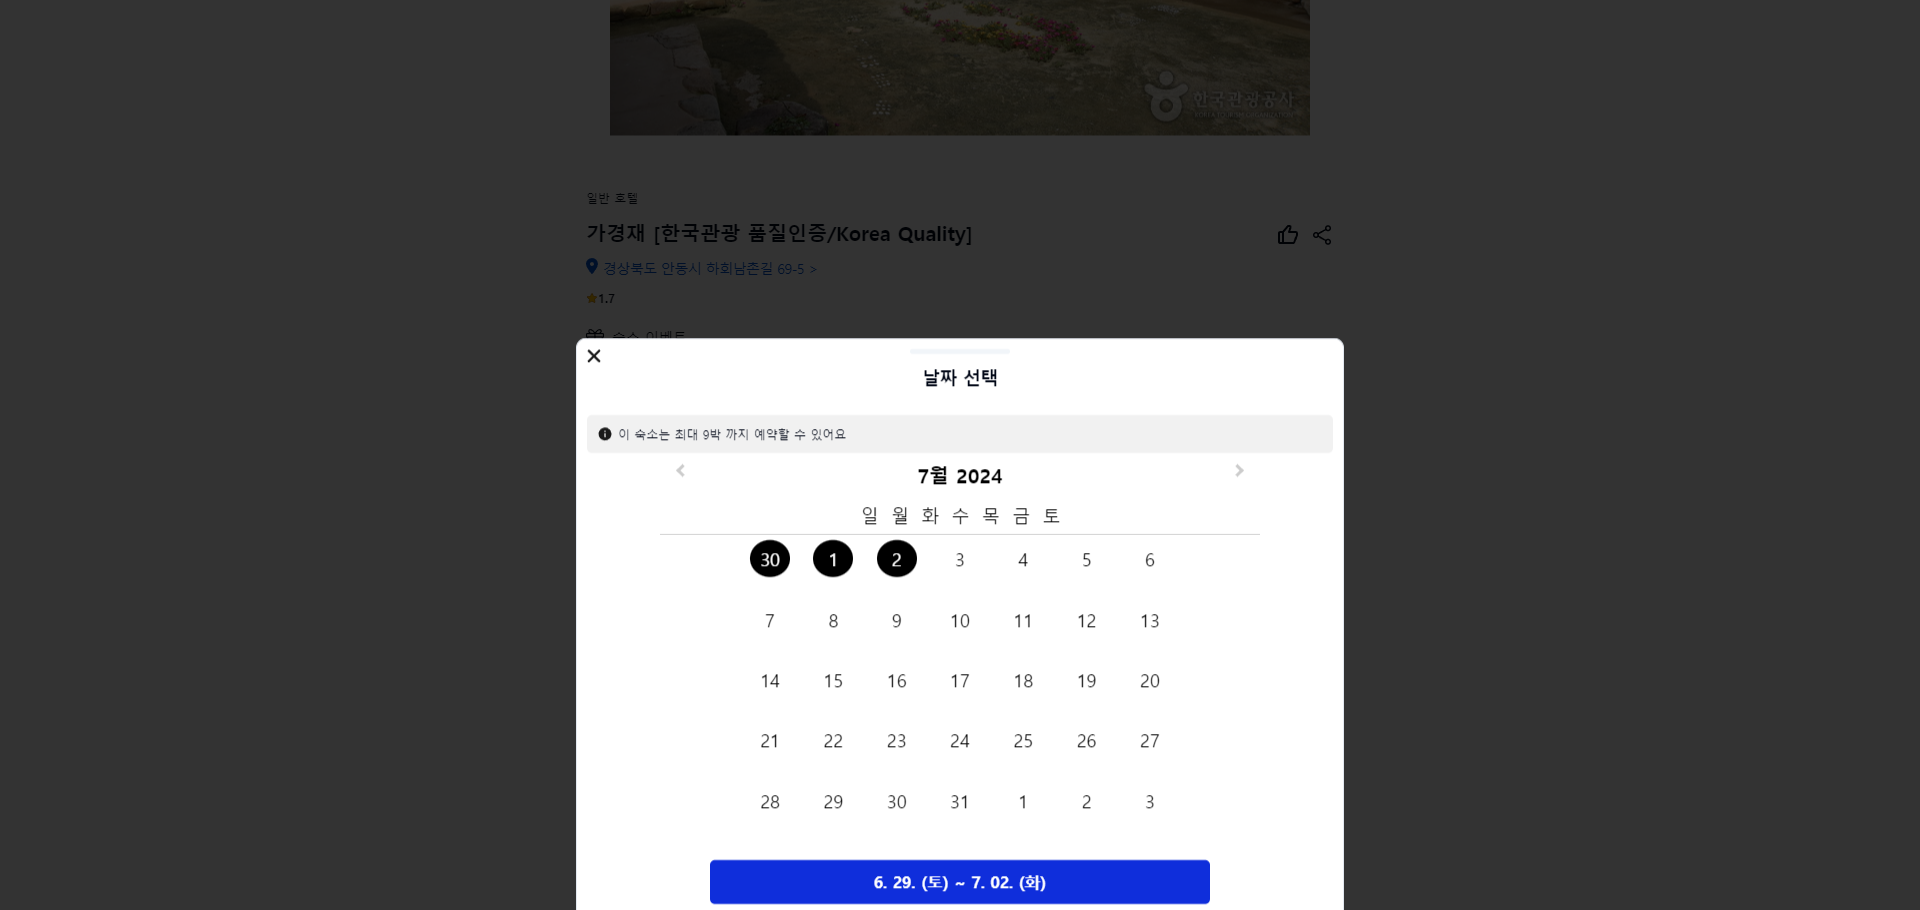 한국관광공사
일반 호텔
가경재 [한국관광 품질인증/Korea Quality]
경상북도 안동시 하회남촌길 69-5 >
1.7
숙소 이벤트
날짜 선택
이 숙소는 최대 9박 까지 예약할 수 있어요
7월 2024
일 월 화 수 목 금 토
30 1 2 3 4 5 6
7 8 9 10 11 12 13
14 15 16 17 18 19 20
21 22 23 24 25 26 27
28 29 30 31 1 2 3
6. 29. (토) ~ 7. 02. (화)